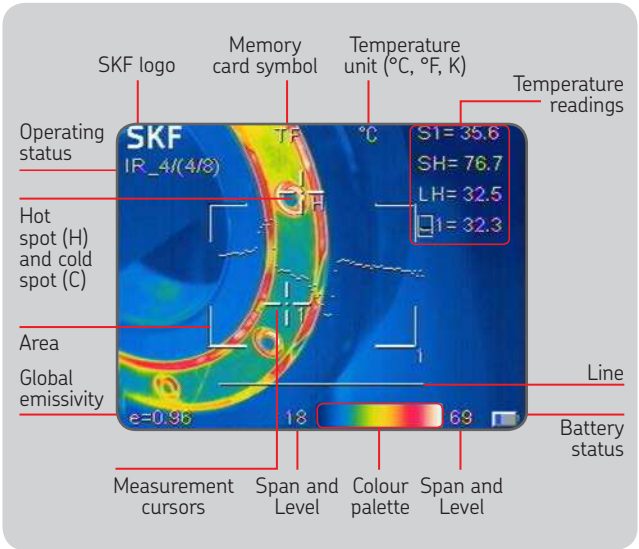 SKF logo
Memory
card symbol
Temperature
unit (°C, °F, K)
Temperature
readings
Operating
status
SKF
TF
°C
S1= 35.6
IR_4/(4/8)
SH= 76.7
H
LH= 32.5
1= 32.3
Hot
spot (H)
and cold
spot (C)
1
1
Area
Line
Global
emissivity
e=0.96
18
69
Battery
status
Measurement
cursors
Span and
Level
Colour
palette
Span and
Level